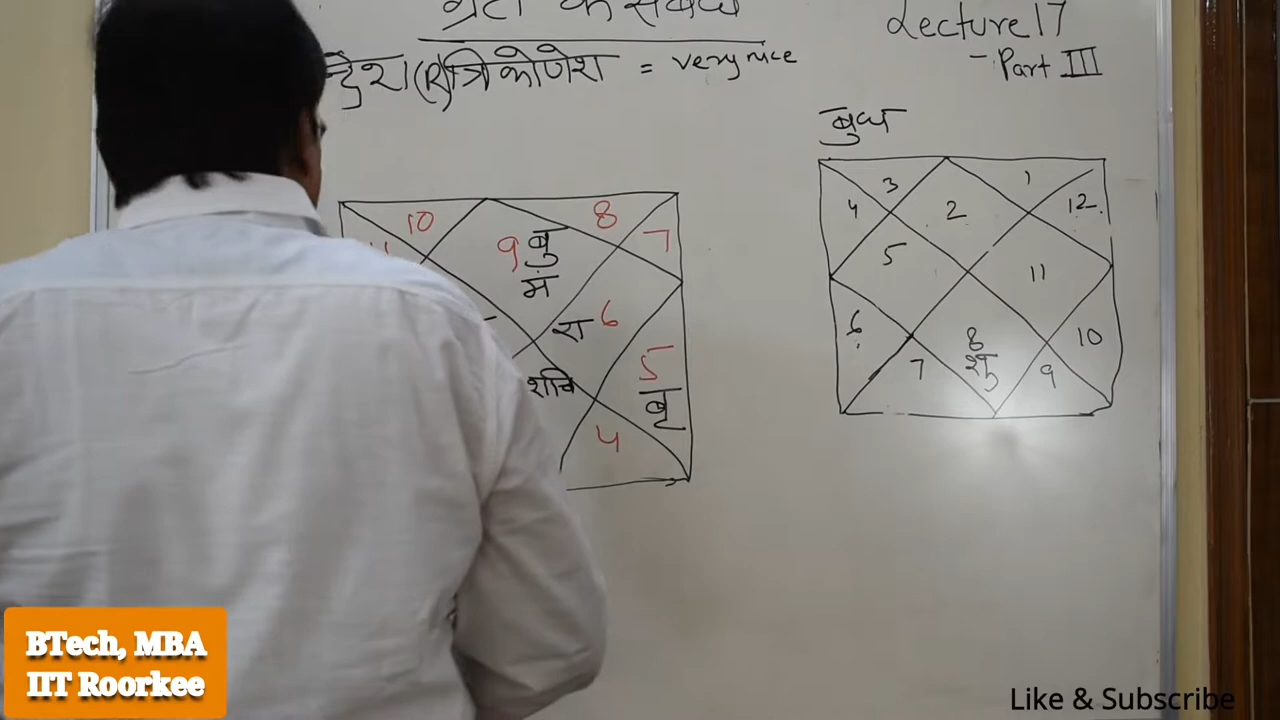 ग्रहों के संबंध
Lecture 17
- Part III
(R) त्रिकोणेश = very nice
बुध
10
8
7
9 बु
मं
रा 6
5
बृ
4
3
1
4
2
12
5
11
6
8
10
7
शु
9
BTech, MBA
IIT Roorkee
Like & Subscribe